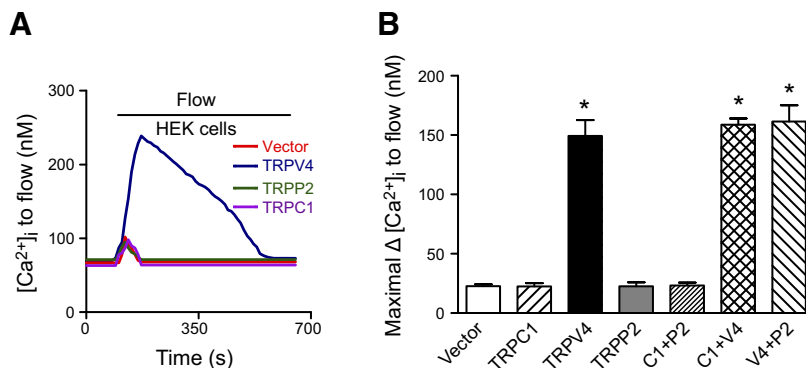 A
[Ca²⁺]ᵢ to flow (nM)
300
200
100
0
Flow
HEK cells
Vector
TRPV4
TRPP2
TRPC1
0
350
700
Time (s)
B
Maximal Δ [Ca²⁺]ᵢ to flow (nM)
200
150
100
50
0
*
*
*
Vector
TRPC1
TRPV4
TRPP2
C1+P2
C1+V4
V4+P2